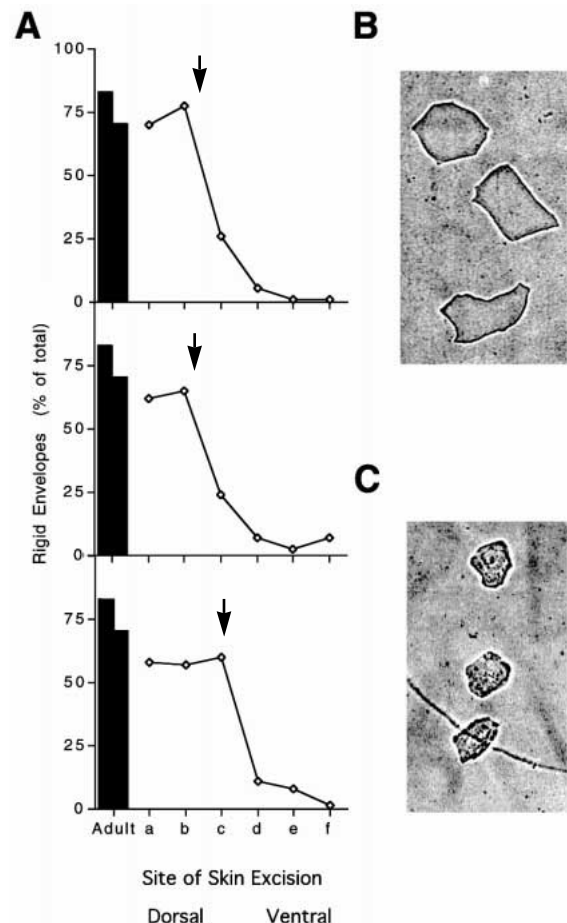 A
B
100
75
50
25
0
75
50
25
0
75
50
25
0
Rigid Envelopes (% of total)
Adult a b c d e f
Site of Skin Excision
Dorsal Ventral
C